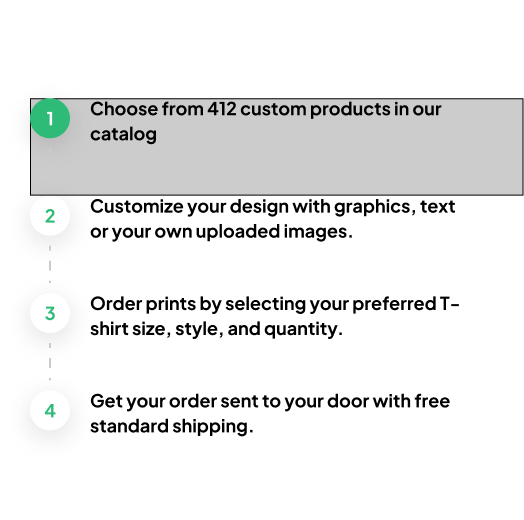 1
Choose from 412 custom products in our
catalog
2
Customize your design with graphics, text
or your own uploaded images.
3
Order prints by selecting your preferred T-
shirt size, style, and quantity.
4
Get your order sent to your door with free
standard shipping.